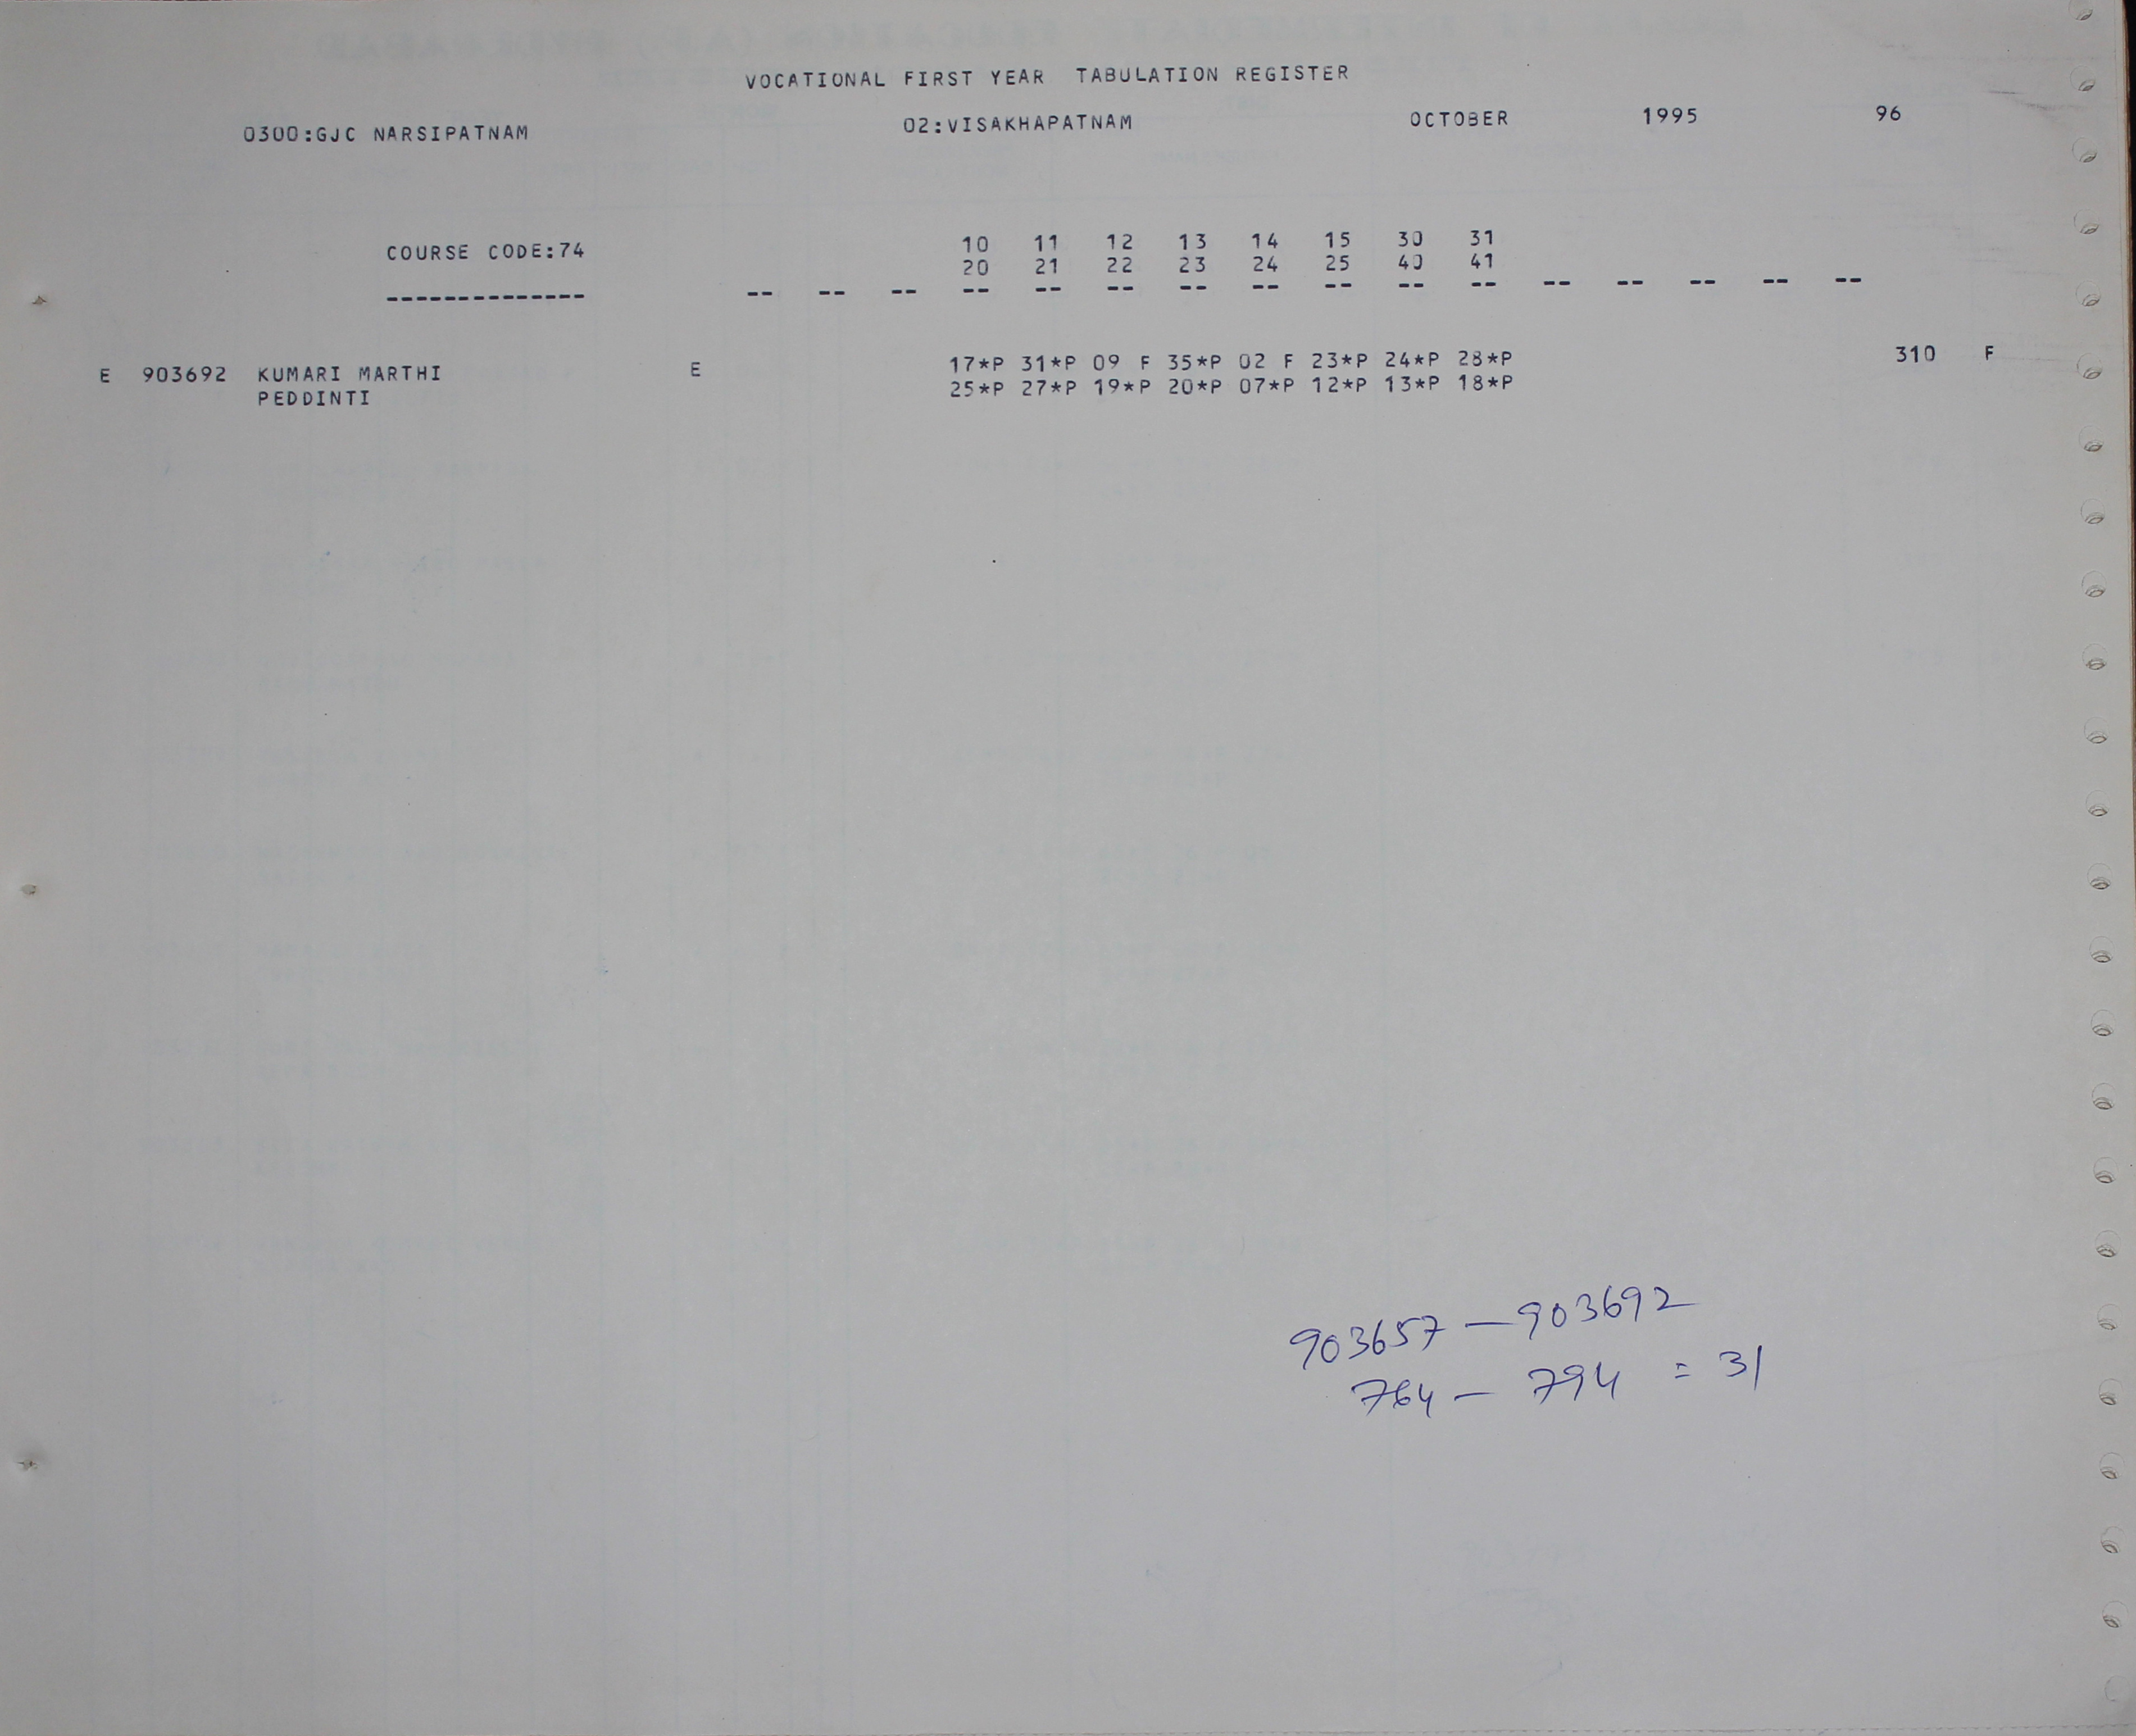 VOCATIONAL FIRST YEAR TABULATION REGISTER
0300:GJC NARSIPATNAM 02:VISAKHAPATNAM OCTOBER 1995 96
COURSE CODE:74 10 11 12 13 14 15 30 31
20 21 22 23 24 25 40 41
-------------- -- -- -- -- -- -- -- -- -- -- -- -- -- -- -- --
E 903692 KUMARI MARTHI E 17*P 31*P 09 F 35*P 02 F 23*P 24*P 28*P 310 F
PEDDINTI 25*P 27*P 19*P 20*P 07*P 12*P 13*P 18*P
903657 — 903692
764 — 794 = 31